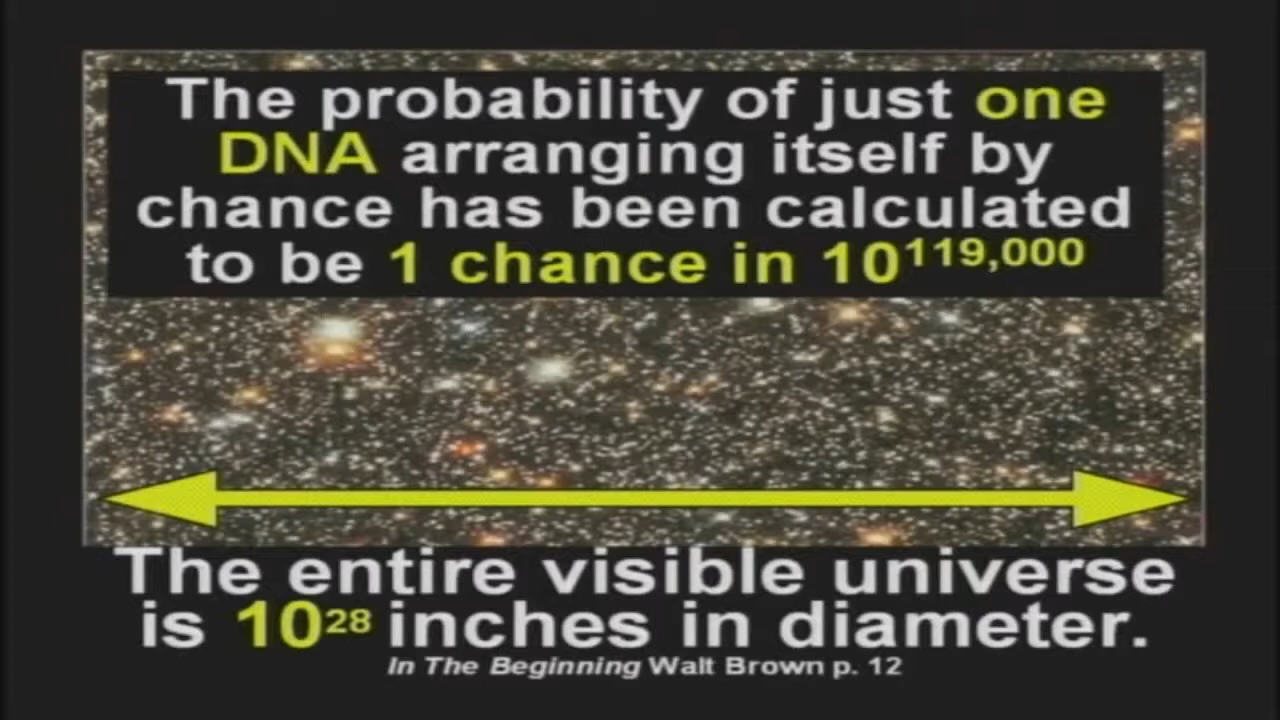 The probability of just one
DNA arranging itself by
chance has been calculated
to be 1 chance in 10¹¹⁹,⁰⁰⁰
The entire visible universe
is 10²⁸ inches in diameter.
In The Beginning Walt Brown p. 12